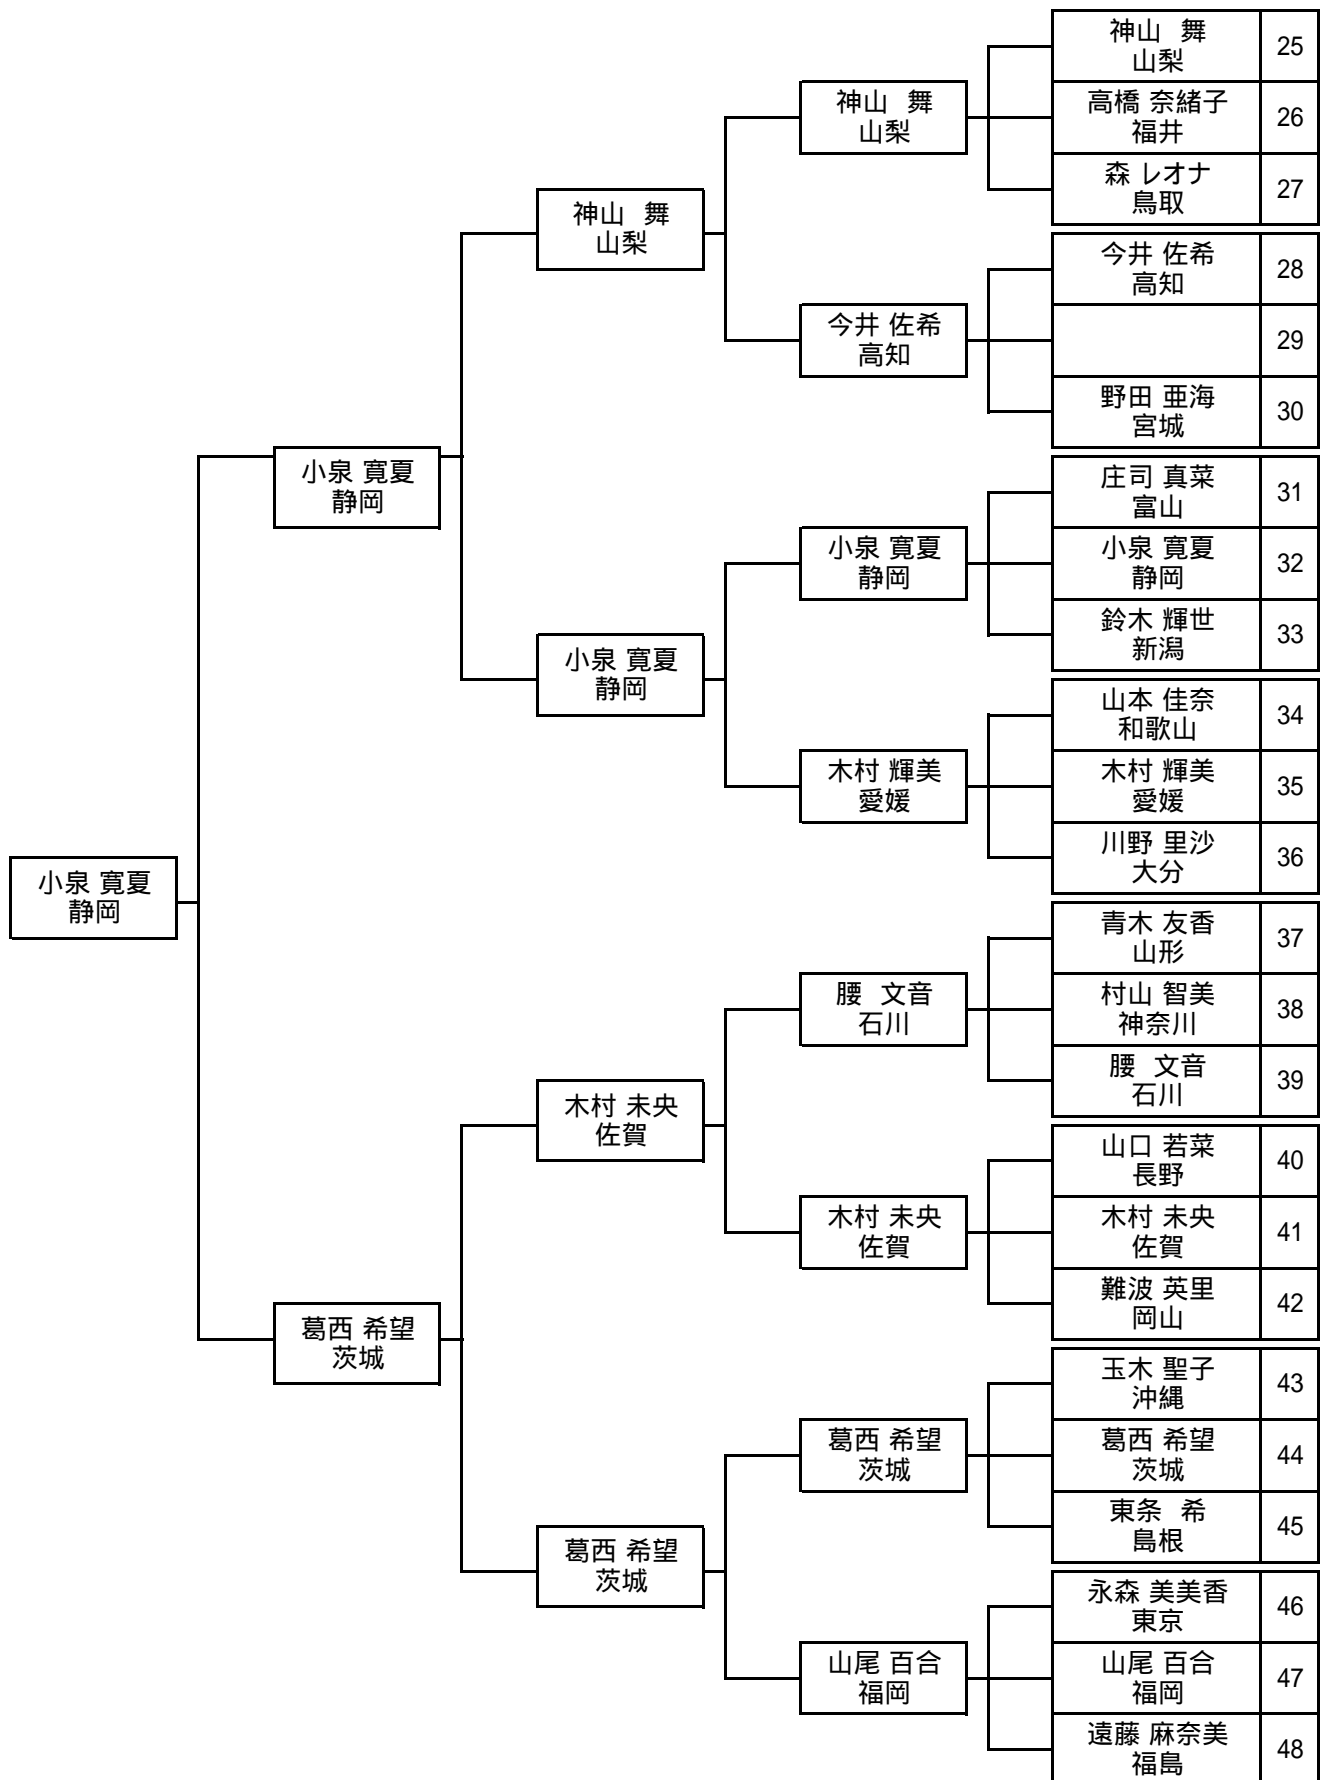 神山 舞
山梨
25
高橋 奈緒子
福井
26
森 レオナ
鳥取
27
今井 佐希
高知
28
29
野田 亜海
宮城
30
庄司 真菜
富山
31
小泉 寛夏
静岡
32
鈴木 輝世
新潟
33
山本 佳奈
和歌山
34
木村 輝美
愛媛
35
川野 里沙
大分
36
青木 友香
山形
37
村山 智美
神奈川
38
腰 文音
石川
39
山口 若菜
長野
40
木村 未央
佐賀
41
難波 英里
岡山
42
玉木 聖子
沖縄
43
葛西 希望
茨城
44
東条 希
島根
45
永森 美美香
東京
46
山尾 百合
福岡
47
遠藤 麻奈美
福島
48
神山 舞
山梨
今井 佐希
高知
小泉 寛夏
静岡
木村 輝美
愛媛
腰 文音
石川
木村 未央
佐賀
葛西 希望
茨城
山尾 百合
福岡
神山 舞
山梨
小泉 寛夏
静岡
木村 未央
佐賀
葛西 希望
茨城
小泉 寛夏
静岡
葛西 希望
茨城
小泉 寛夏
静岡